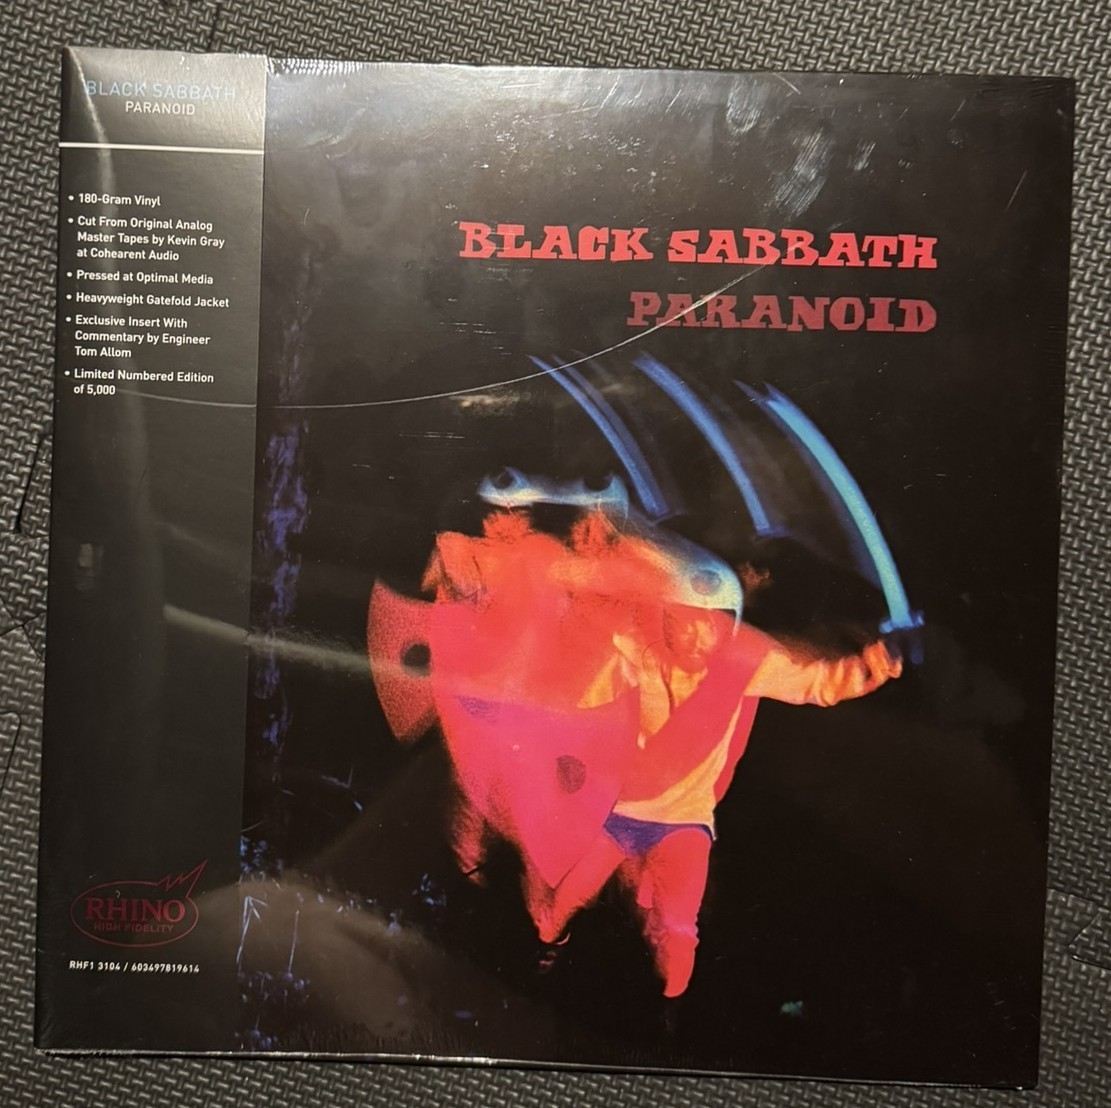 BLACK SABBATH
PARANOID
• 180-Gram Vinyl
• Cut From Original Analog
Master Tapes by Kevin Gray
at Cohearent Audio
• Pressed at Optimal Media
• Heavyweight Gatefold Jacket
• Exclusive Insert With
Commentary by Engineer
Tom Allom
• Limited Numbered Edition
of 5,000
RHINO
HIGH FIDELITY
RHF1 3104 / 603497819614
BLACK SABBATH
PARANOID